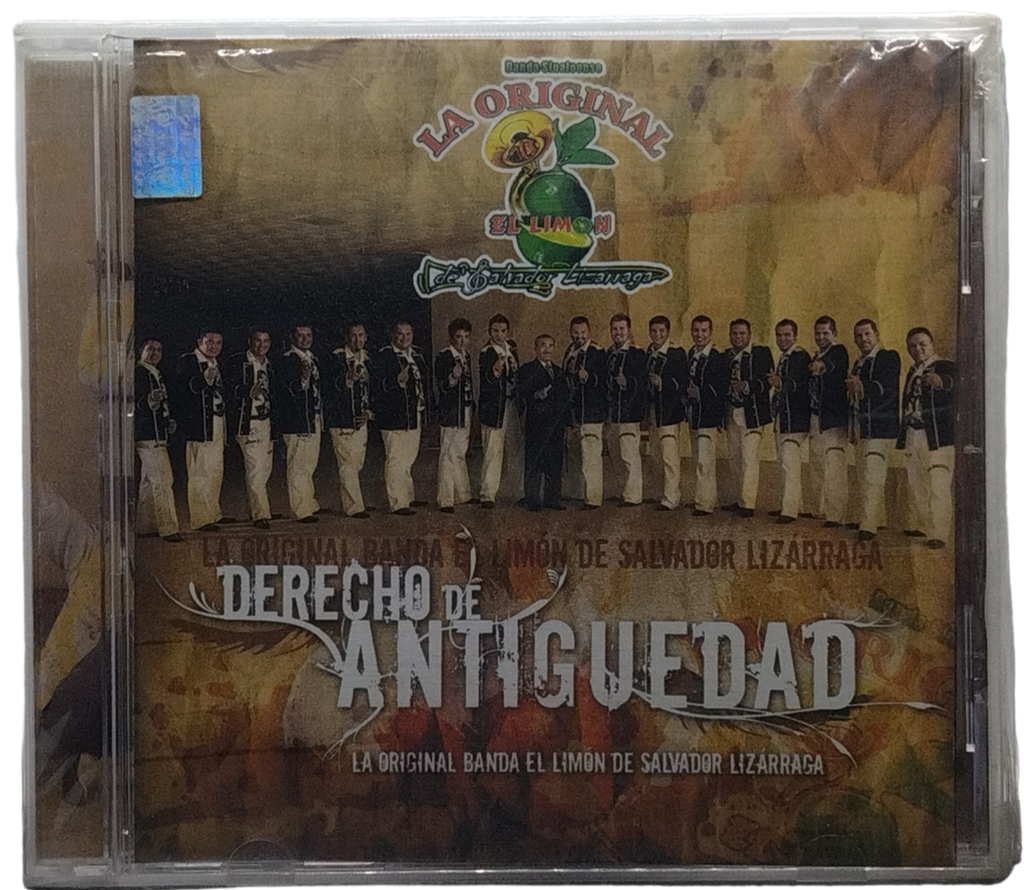 Banda Sinaloense
LA ORIGINAL
EL LIMON
de Salvador Lizárraga
LA ORIGINAL BANDA EL LIMÓN DE SALVADOR LIZÁRRAGA
DERECHO DE
ANTIGUEDAD
LA ORIGINAL BANDA EL LIMÓN DE SALVADOR LIZÁRRAGA